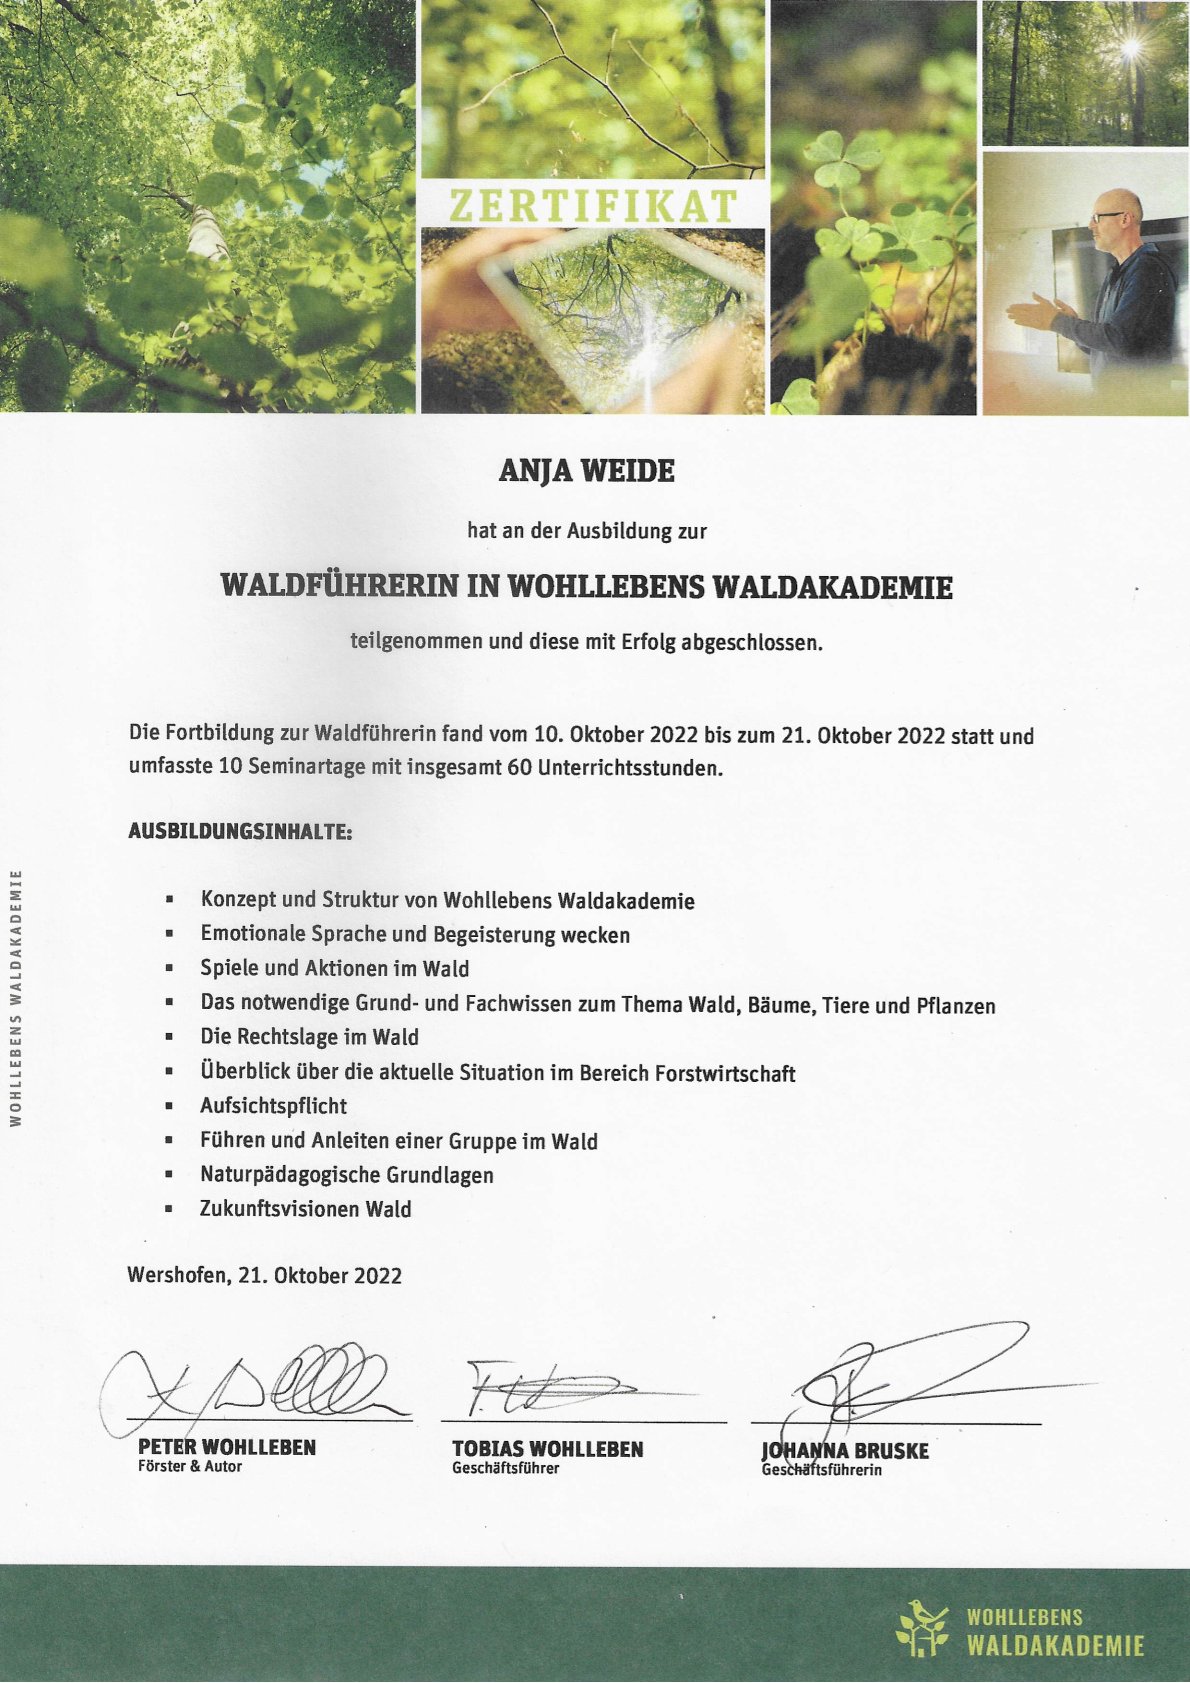 ZERTIFIKAT
ANJA WEIDE
hat an der Ausbildung zur
WALDFÜHRERIN IN WOHLLEBENS WALDAKADEMIE
teilgenommen und diese mit Erfolg abgeschlossen.
Die Fortbildung zur Waldführerin fand vom 10. Oktober 2022 bis zum 21. Oktober 2022 statt und
umfasste 10 Seminartage mit insgesamt 60 Unterrichtsstunden.
AUSBILDUNGSINHALTE:
▪ Konzept und Struktur von Wohllebens Waldakademie
▪ Emotionale Sprache und Begeisterung wecken
▪ Spiele und Aktionen im Wald
▪ Das notwendige Grund- und Fachwissen zum Thema Wald, Bäume, Tiere und Pflanzen
▪ Die Rechtslage im Wald
▪ Überblick über die aktuelle Situation im Bereich Forstwirtschaft
▪ Aufsichtspflicht
▪ Führen und Anleiten einer Gruppe im Wald
▪ Naturpädagogische Grundlagen
▪ Zukunftsvisionen Wald
WOHLLEBENS WALDAKADEMIE
Wershofen, 21. Oktober 2022
PETER WOHLLEBEN
Förster & Autor
TOBIAS WOHLLEBEN
Geschäftsführer
JOHANNA BRUSKE
Geschäftsführerin
WOHLLEBENS
WALDAKADEMIE